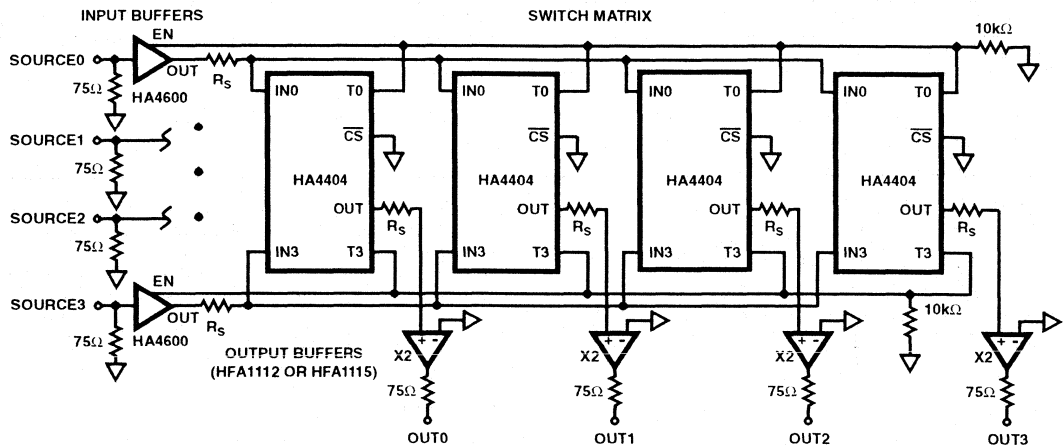 INPUT BUFFERS
SWITCH MATRIX
EN
10kΩ
SOURCE0
OUT
RS
75Ω
HA4600
IN0 T0
IN0 T0
IN0 T0
IN0 T0
SOURCE1
CS
CS
CS
CS
75Ω
HA4404
HA4404
HA4404
HA4404
SOURCE2
OUT
RS
OUT
RS
OUT
RS
OUT
RS
75Ω
IN3 T3
IN3 T3
IN3 T3
IN3 T3
EN
SOURCE3
OUT
RS
10kΩ
75Ω
HA4600
OUTPUT BUFFERS
(HFA1112 OR HFA1115)
+ -
X2
+ -
X2
+ -
X2
+ -
X2
75Ω
75Ω
75Ω
75Ω
OUT0
OUT1
OUT2
OUT3